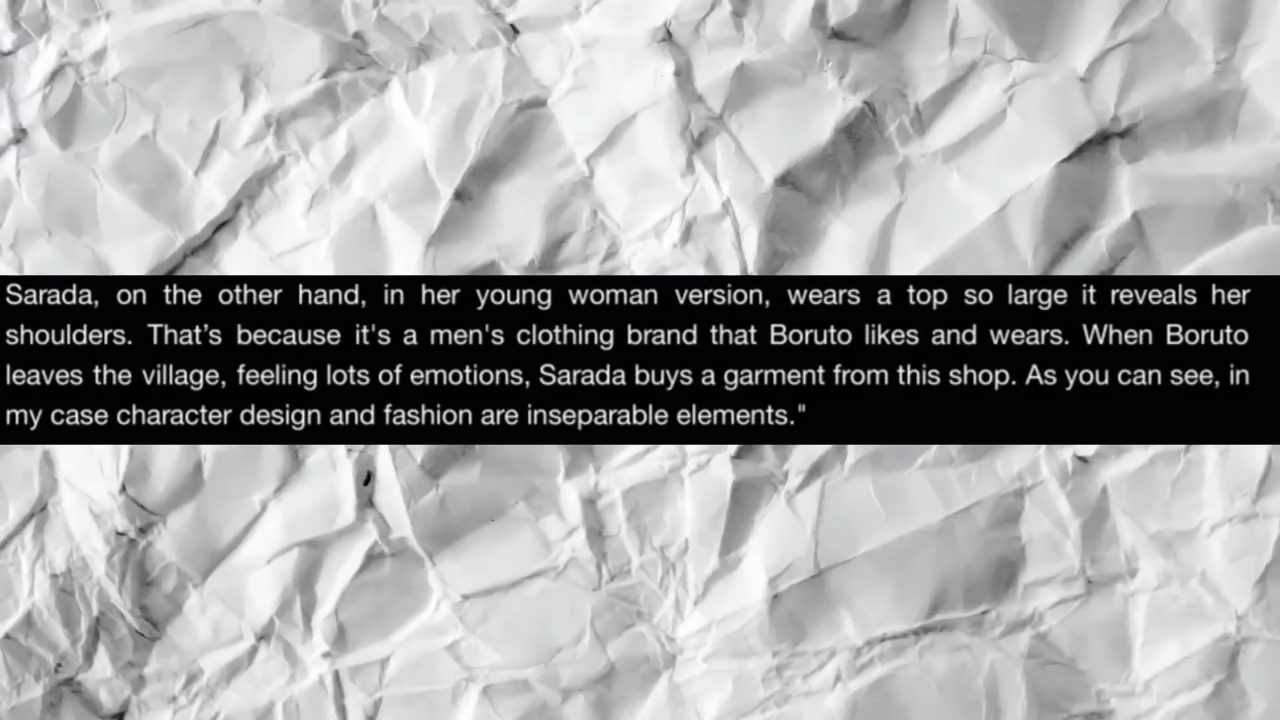 Sarada, on the other hand, in her young woman version, wears a top so large it reveals her
shoulders. That’s because it's a men's clothing brand that Boruto likes and wears. When Boruto
leaves the village, feeling lots of emotions, Sarada buys a garment from this shop. As you can see, in
my case character design and fashion are inseparable elements."